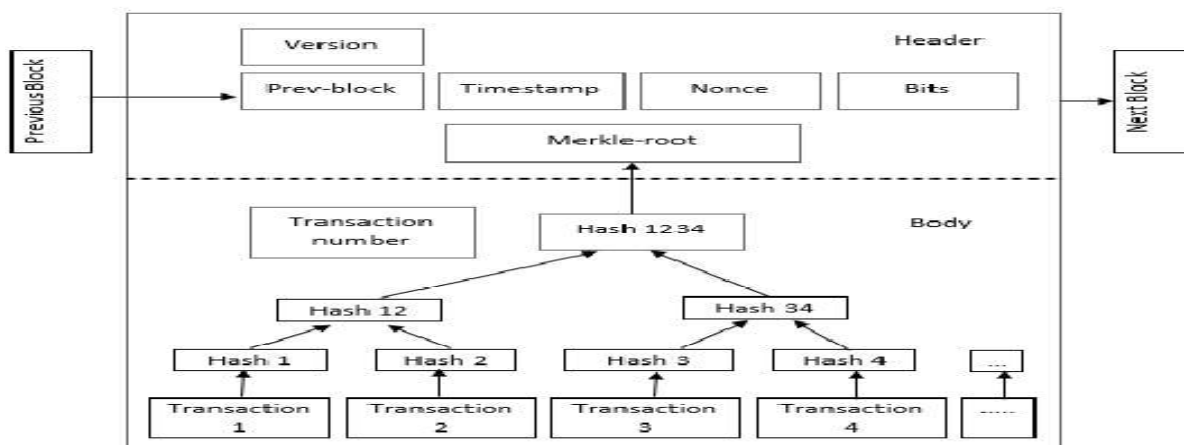 Version
Header
Previous Block
Prev-block
Timestamp
Nonce
Bits
Next Block
Merkle-root
Transaction
number
Hash 1234
Body
Hash 12
Hash 34
Hash 1
Hash 2
Hash 3
Hash 4
...
Transaction
1
Transaction
2
Transaction
3
Transaction
4
.....